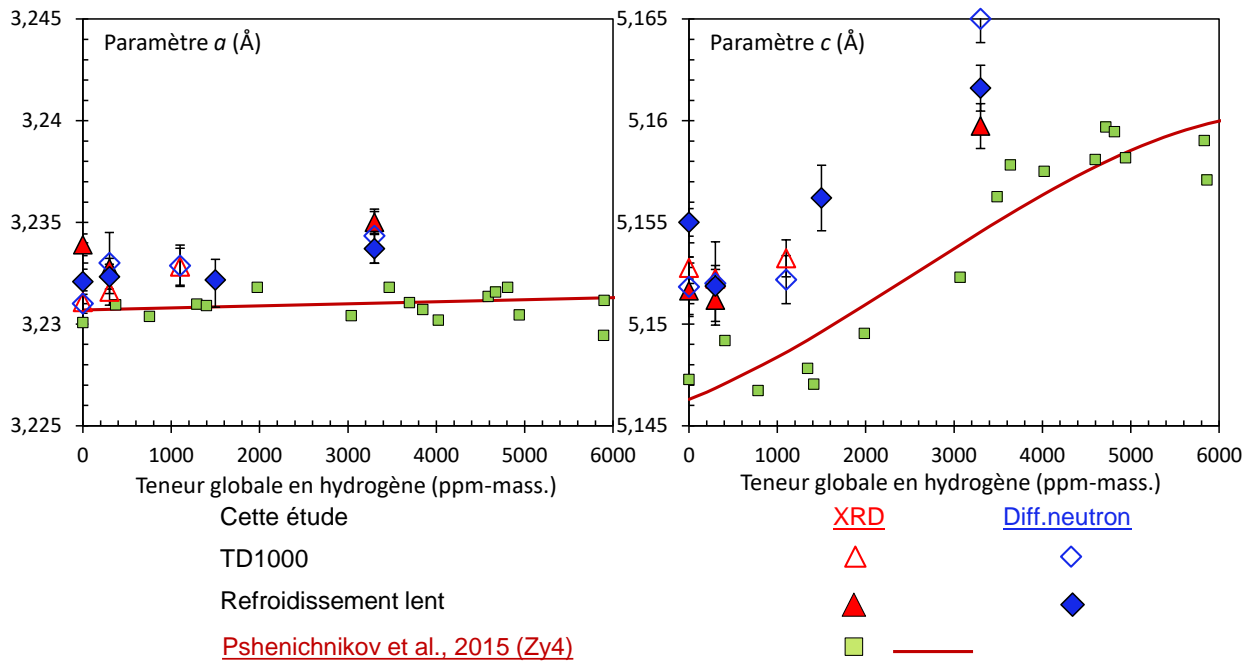 Paramètre a (Å)
3,245
3,24
3,235
3,23
3,225
0 1000 2000 3000 4000 5000 6000
Teneur globale en hydrogène (ppm-mass.)
Paramètre c (Å)
5,165
5,16
5,155
5,15
5,145
0 1000 2000 3000 4000 5000 6000
Teneur globale en hydrogène (ppm-mass.)
Cette étude XRD Diff.neutron
TD1000
Refroidissement lent
Pshenichnikov et al., 2015 (Zy4)